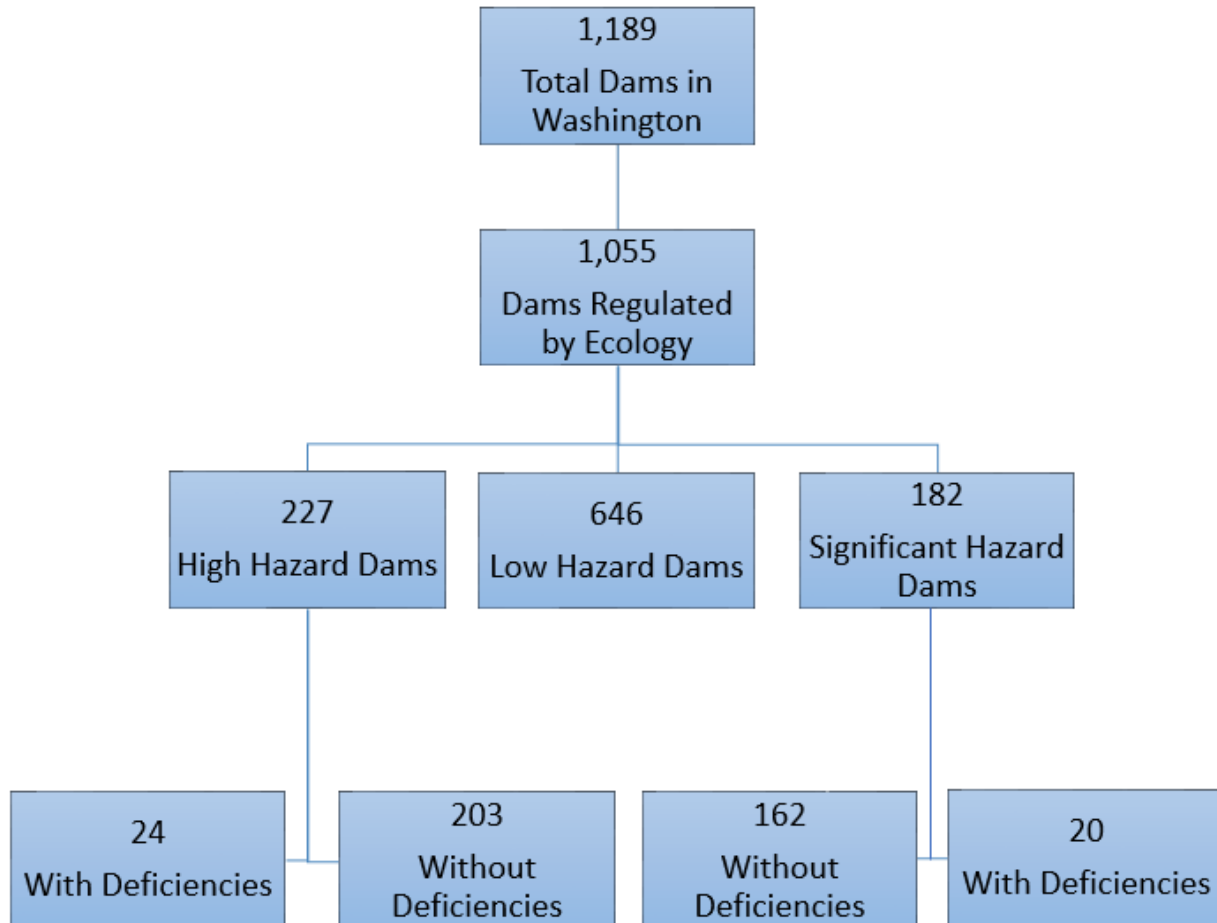 1,189
Total Dams in
Washington
1,055
Dams Regulated
by Ecology
227
High Hazard Dams
646
Low Hazard Dams
182
Significant Hazard
Dams
24
With Deficiencies
203
Without
Deficiencies
162
Without
Deficiencies
20
With Deficiencies